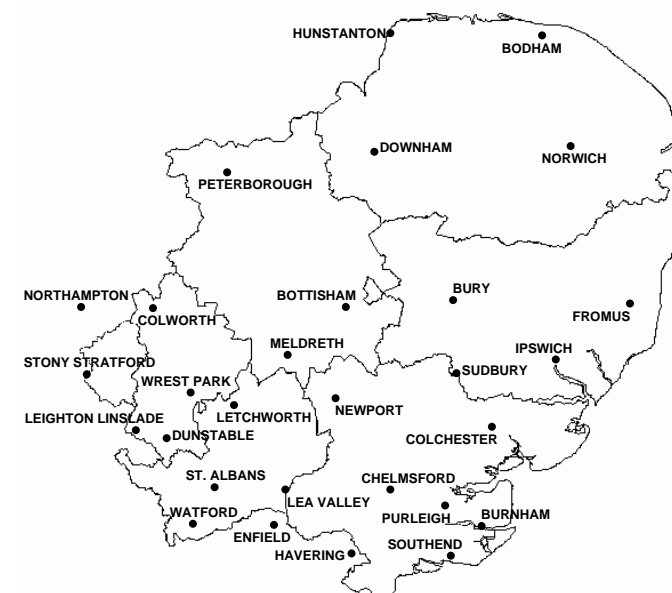 HUNSTANTON
BODHAM
DOWNHAM
NORWICH
PETERBOROUGH
NORTHAMPTON
BOTTISHAM
BURY
FROMUS
COLWORTH
MELDRETH
IPSWICH
STONY STRATFORD
SUDBURY
WREST PARK
LEIGHTON LINSLADE
LETCHWORTH
NEWPORT
DUNSTABLE
COLCHESTER
ST. ALBANS
CHELMSFORD
LEA VALLEY
WATFORD
PURLEIGH
BURNHAM
ENFIELD
HAVERING
SOUTHEND